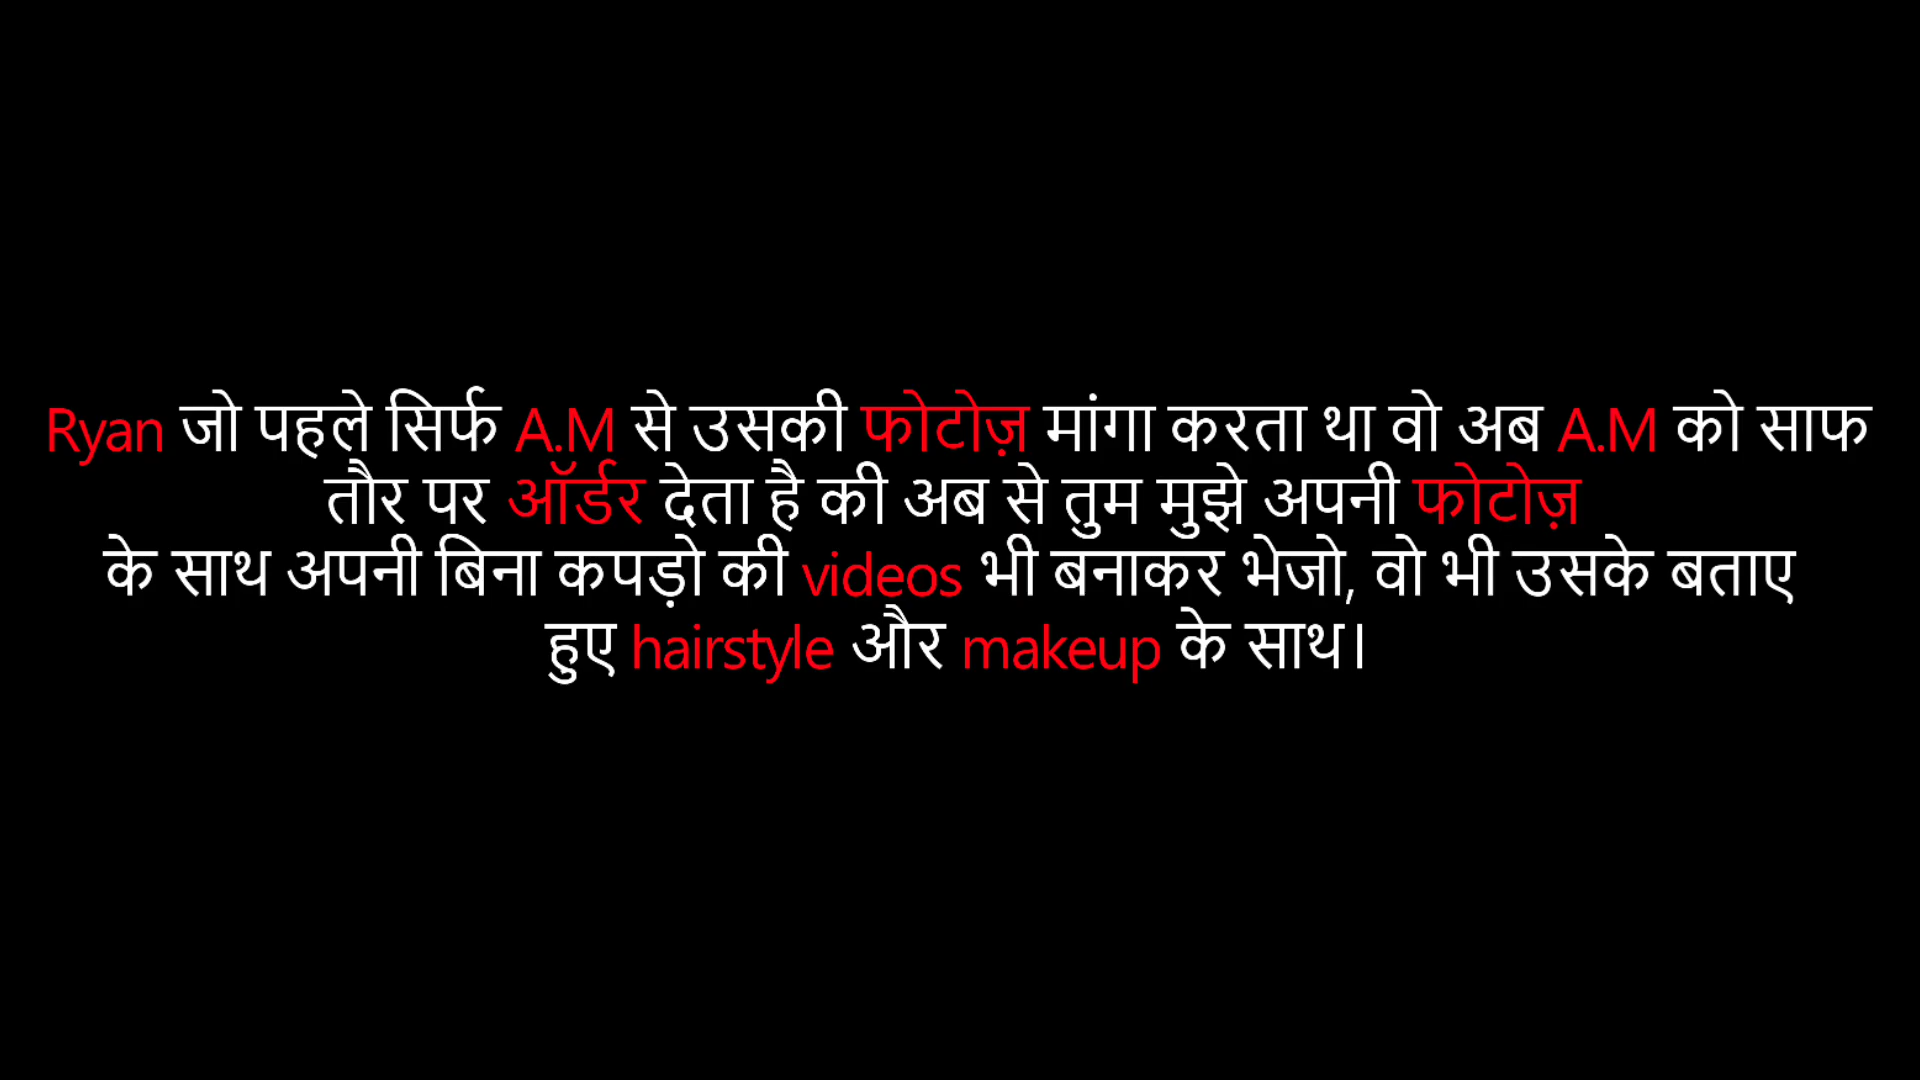 Ryan जो पहले सिर्फ A.M से उसकी फोटोज़ मांगा करता था वो अब A.M को साफ
तौर पर ऑर्डर देता है की अब से तुम मुझे अपनी फोटोज़
के साथ अपनी बिना कपड़ो की videos भी बनाकर भेजो, वो भी उसके बताए
हुए hairstyle और makeup के साथ।